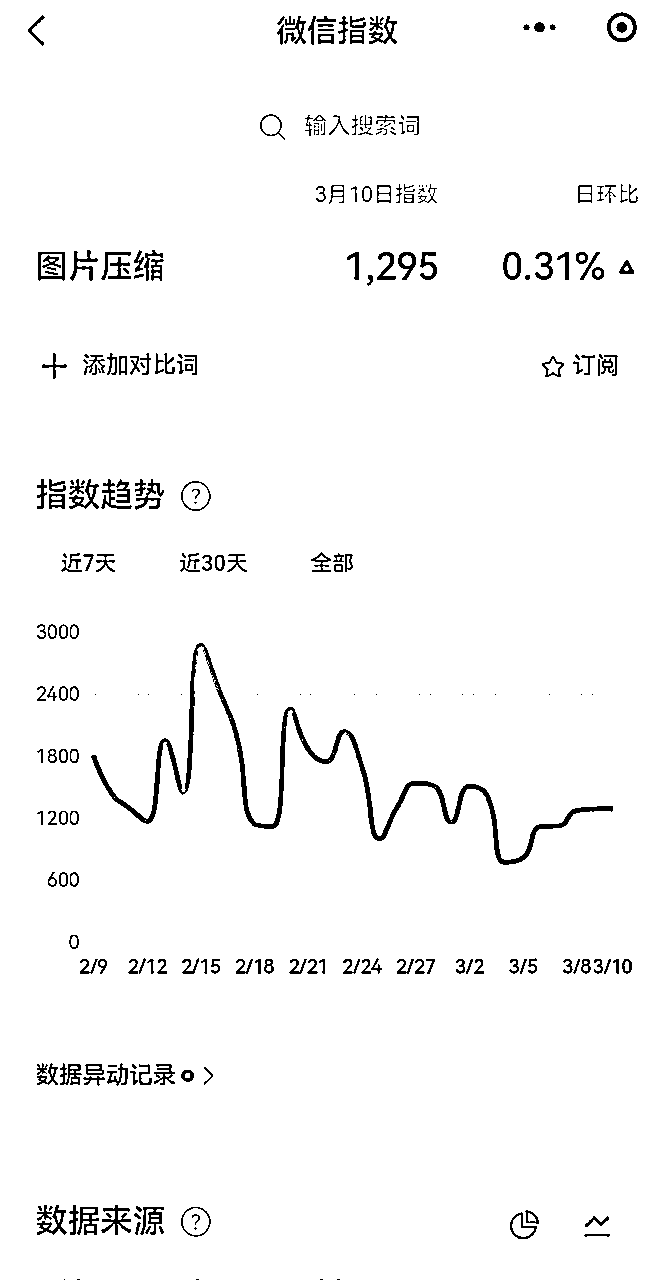 微信指数
输入搜索词
3月10日指数 日环比
图片压缩 1,295 0.31%
添加对比词 订阅
指数趋势 ?
近7天 近30天 全部
3000
2400
1800
1200
600
0
2/9 2/12 2/15 2/18 2/21 2/24 2/27 3/2 3/5 3/8 3/10
数据异动记录
数据来源 ?